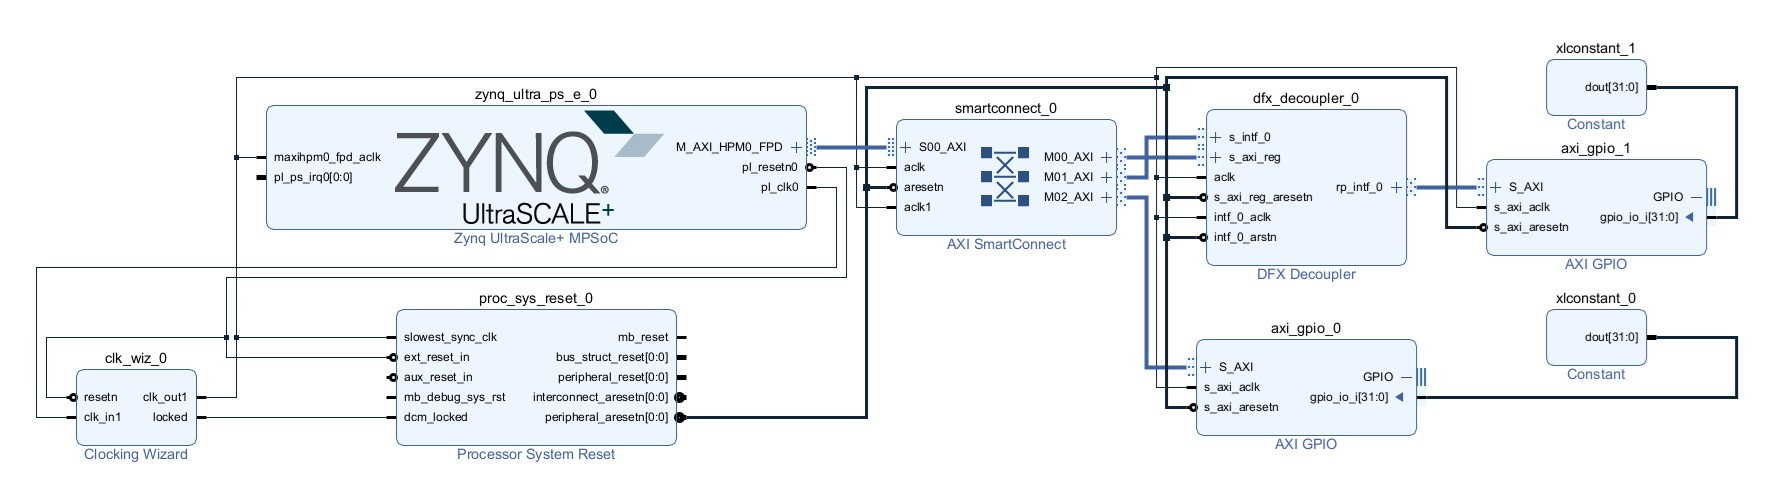 zynq_ultra_ps_e_0
maxihpm0_fpd_aclk
pl_ps_irq0[0:0]
ZYNQ®
UltraSCALE+
M_AXI_HPM0_FPD
pl_resetn0
pl_clk0
Zynq UltraScale+ MPSoC
clk_wiz_0
resetn
clk_in1
clk_out1
locked
Clocking Wizard
proc_sys_reset_0
slowest_sync_clk
ext_reset_in
aux_reset_in
mb_debug_sys_rst
dcm_locked
mb_reset
bus_struct_reset[0:0]
peripheral_reset[0:0]
interconnect_aresetn[0:0]
peripheral_aresetn[0:0]
Processor System Reset
smartconnect_0
S00_AXI
aclk
aresetn
aclk1
M00_AXI
M01_AXI
M02_AXI
AXI SmartConnect
dfx_decoupler_0
s_intf_0
s_axi_reg
aclk
s_axi_reg_aresetn
intf_0_aclk
intf_0_arstn
rp_intf_0
DFX Decoupler
axi_gpio_0
S_AXI
s_axi_aclk
s_axi_aresetn
GPIO
gpio_io_i[31:0]
AXI GPIO
xlconstant_1
dout[31:0]
Constant
axi_gpio_1
S_AXI
s_axi_aclk
s_axi_aresetn
GPIO
gpio_io_i[31:0]
AXI GPIO
xlconstant_0
dout[31:0]
Constant